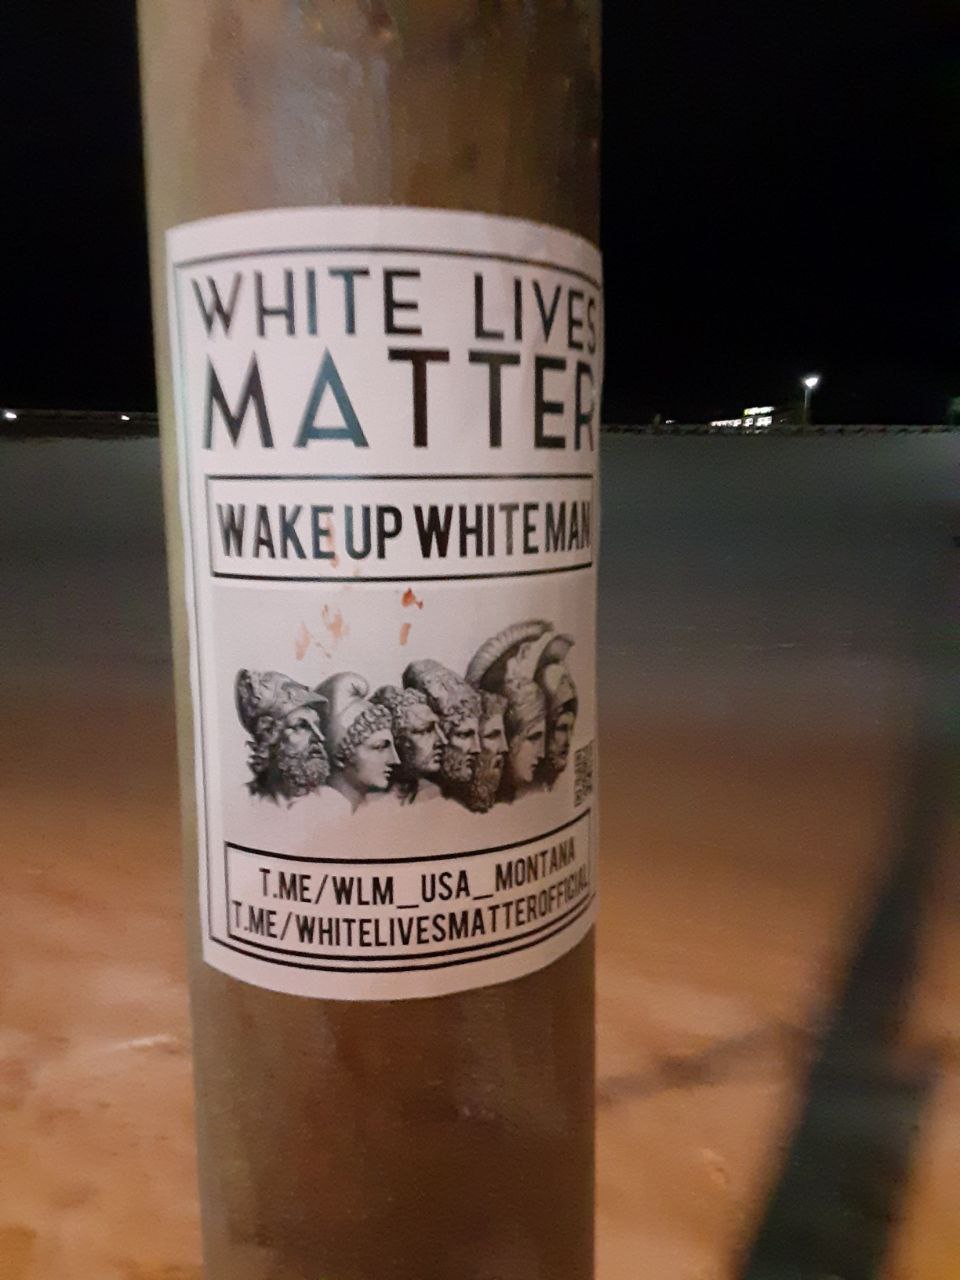 WHITE LIVES
MATTER
WAKE UP WHITE MAN
T.ME/WLM_USA_MONTANA
T.ME/WHITELIVESMATTEROFFICIAL